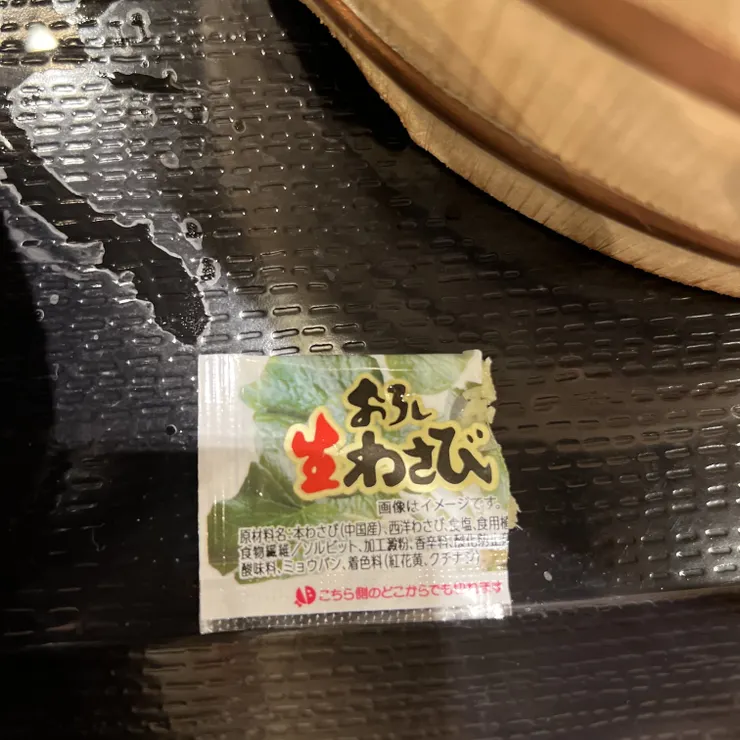 おろし
生わさび
画像はイメージです。
原材料名:本わさび(中国産)、西洋わさび、食塩、食用植
食物繊維/ソルビット、加工澱粉、香辛料、酸化防止
酸味料、ミョウバン、着色料(紅花黄、クチナシ)
こちら側のどこからでも切れます